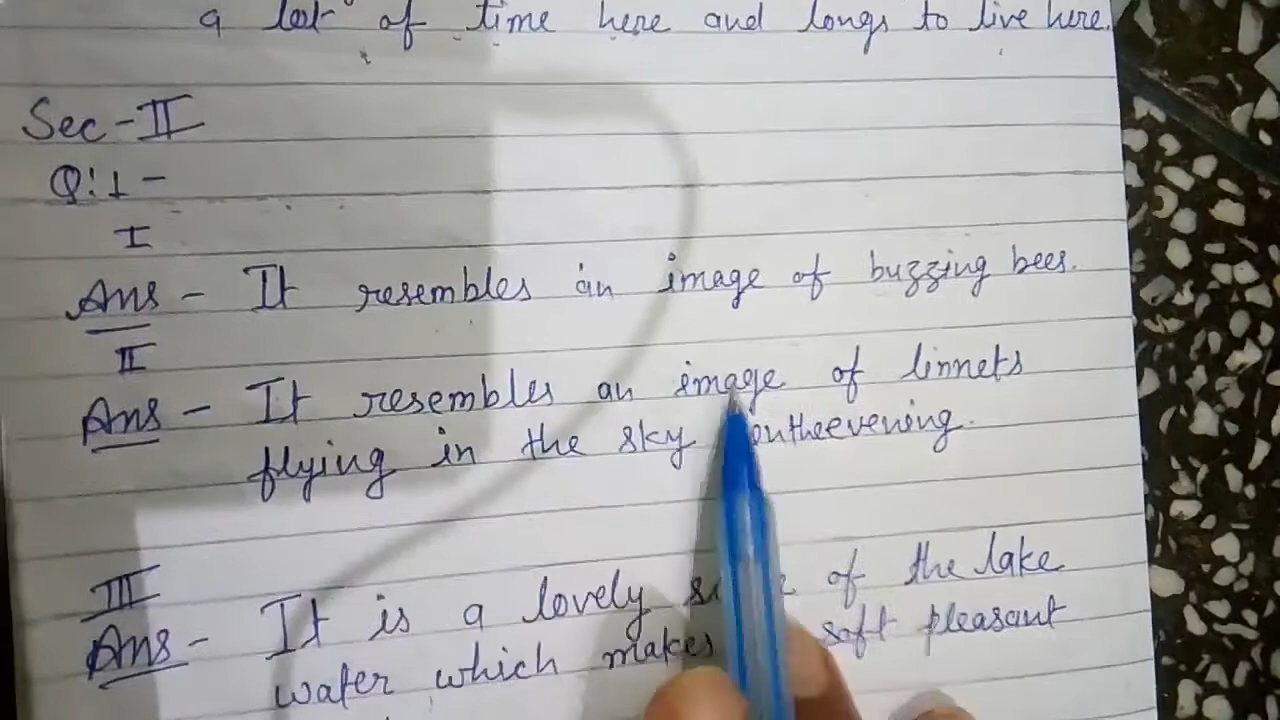 a lot of time here and longs to live here.
Sec-II
Q:1 -
I
Ans - It resembles an image of buzzing bees.
II
Ans - It resembles an image of linnets
flying in the sky on the evening.
III
Ans - It is a lovely of the lake
water which makes soft pleasant